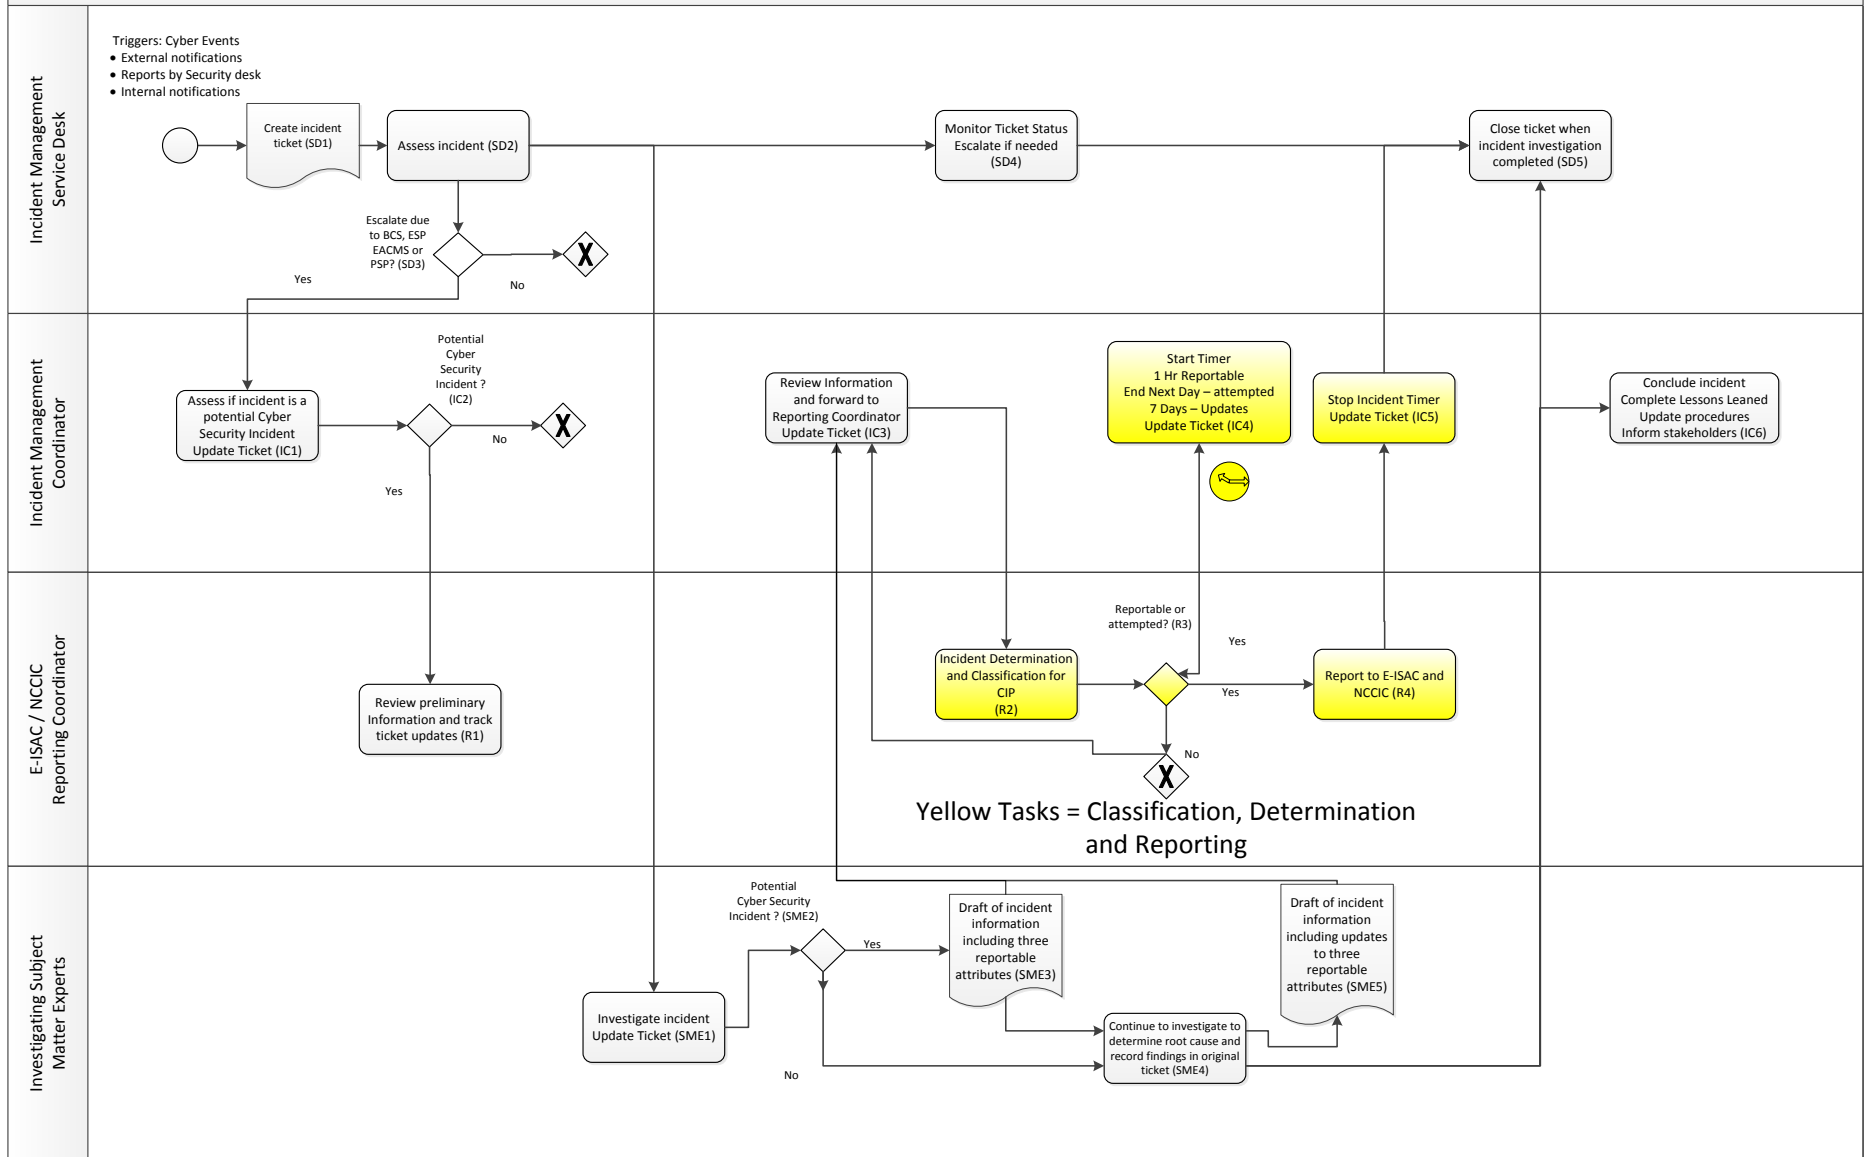 Incident Management
Service Desk
Triggers: Cyber Events
• External notifications
• Reports by Security desk
• Internal notifications
Create incident
ticket (SD1)
Assess incident (SD2)
Monitor Ticket Status
Escalate if needed
(SD4)
Close ticket when
incident investigation
completed (SD5)
Escalate due
to BCS, ESP
EACMS or
PSP? (SD3)
X
Yes
No
Incident Management
Coordinator
Assess if incident is a
potential Cyber
Security Incident
Update Ticket (IC1)
Potential
Cyber
Security
Incident ?
(IC2)
X
No
Yes
Review Information
and forward to
Reporting Coordinator
Update Ticket (IC3)
Start Timer
1 Hr Reportable
End Next Day – attempted
7 Days – Updates
Update Ticket (IC4)
Stop Incident Timer
Update Ticket (IC5)
Conclude incident
Complete Lessons Leaned
Update procedures
Inform stakeholders (IC6)
E-ISAC / NCCIC
Reporting Coordinator
Review preliminary
Information and track
ticket updates (R1)
Incident Determination
and Classification for
CIP
(R2)
Reportable or
attempted? (R3)
Yes
Yes
Report to E-ISAC and
NCCIC (R4)
No
X
Yellow Tasks = Classification, Determination
and Reporting
Investigating Subject
Matter Experts
Investigate incident
Update Ticket (SME1)
Potential
Cyber Security
Incident ? (SME2)
Yes
No
Draft of incident
information
including three
reportable
attributes (SME3)
Continue to investigate to
determine root cause and
record findings in original
ticket (SME4)
Draft of incident
information
including updates
to three
reportable
attributes (SME5)